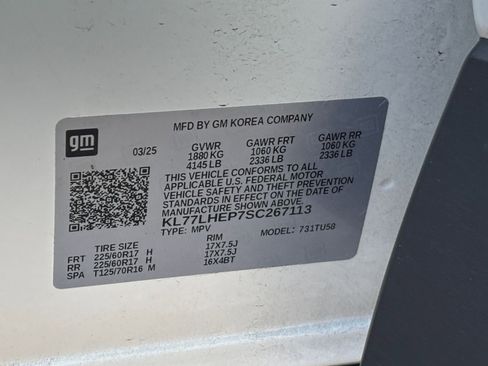 gm
MFD BY GM KOREA COMPANY
03/25 GVWR GAWR FRT GAWR RR
1880 KG 1060 KG 1060 KG
4145 LB 2336 LB 2336 LB
THIS VEHICLE CONFORMS TO ALL
APPLICABLE U.S. FEDERAL MOTOR
VEHICLE SAFETY AND THEFT PREVENTION
STANDARDS IN EFFECT ON THE DATE OF
MANUFACTURE SHOWN ABOVE.
KL77LHEP7SC267113
TYPE: MPV MODEL: 731TU58
TIRE SIZE RIM
FRT 225/60R17 H 17X7.5J
RR 225/60R17 H 17X7.5J
SPA T125/70R16 M 16X4BT